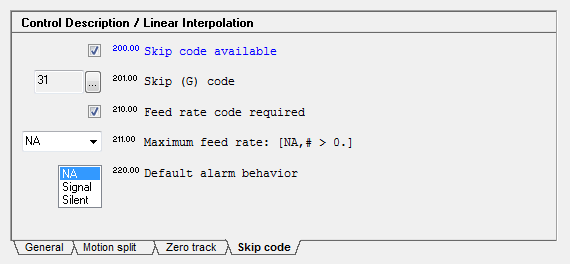 Control Description / Linear Interpolation
200.00 Skip code available
31 ... 201.00 Skip (G) code
210.00 Feed rate code required
NA 211.00 Maximum feed rate: [NA,# > 0.]
NA 220.00 Default alarm behavior
Signal
Silent
General Motion split Zero track Skip code